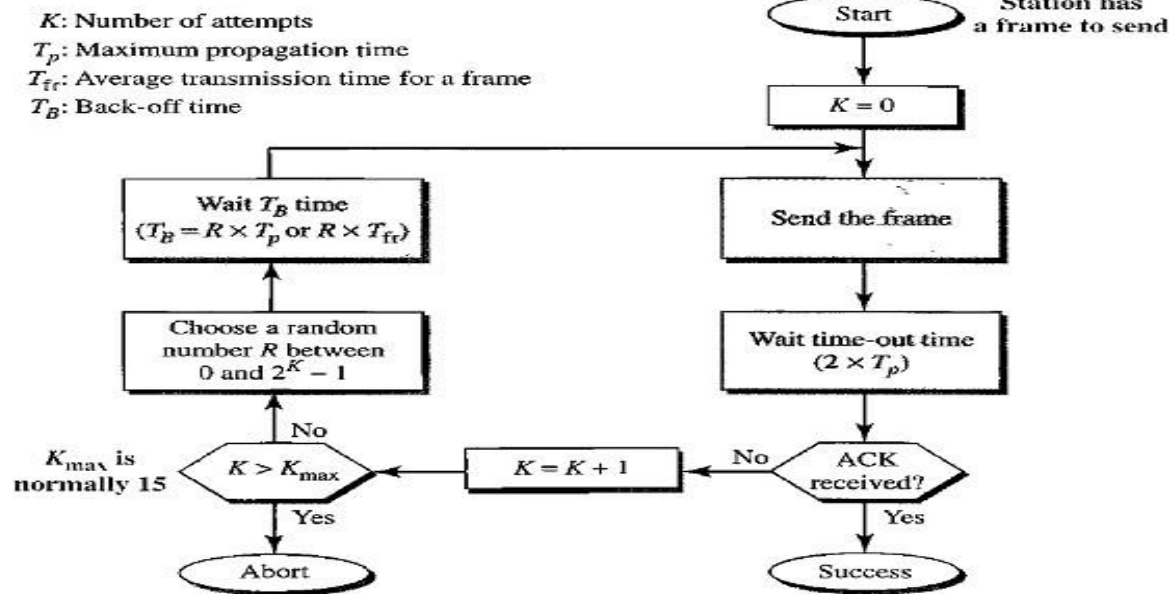 K: Number of attempts
Tp: Maximum propagation time
Tfr: Average transmission time for a frame
TB: Back-off time
Start
Station has
a frame to send
K = 0
Wait TB time
(TB = R × Tp or R × Tfr)
Send the frame
Choose a random
number R between
0 and 2^K − 1
Wait time-out time
(2 × Tp)
Kmax is
normally 15
No
K > Kmax
Yes
K = K + 1
No
ACK
received?
Yes
Abort
Success